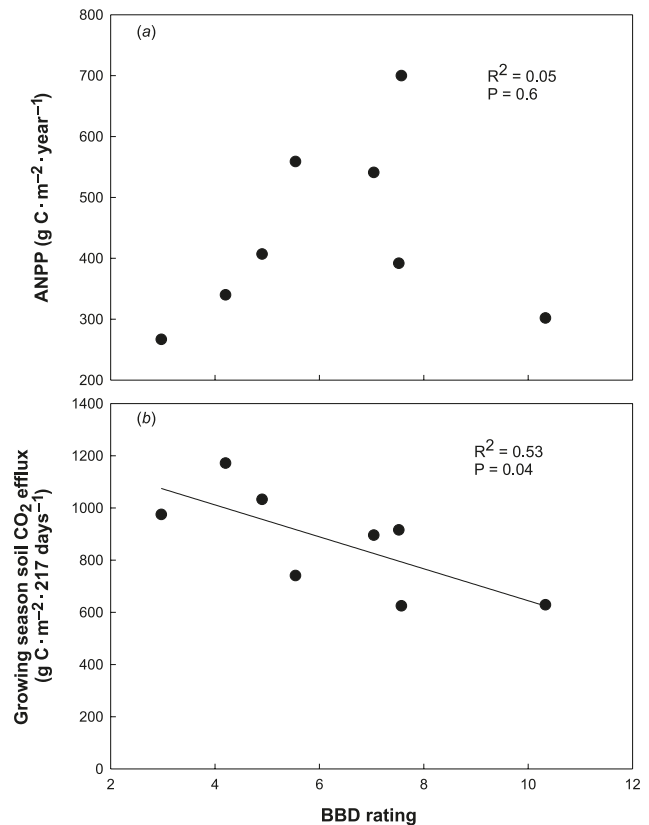 800
(a)
R² = 0.05
P = 0.6
700
600
500
400
300
200
ANPP (g C·m⁻²·year⁻¹)
1400
(b)
R² = 0.53
P = 0.04
1200
1000
800
600
400
200
0
Growing season soil CO₂ efflux
(g C·m⁻²·217 days⁻¹)
2 4 6 8 10 12
BBD rating